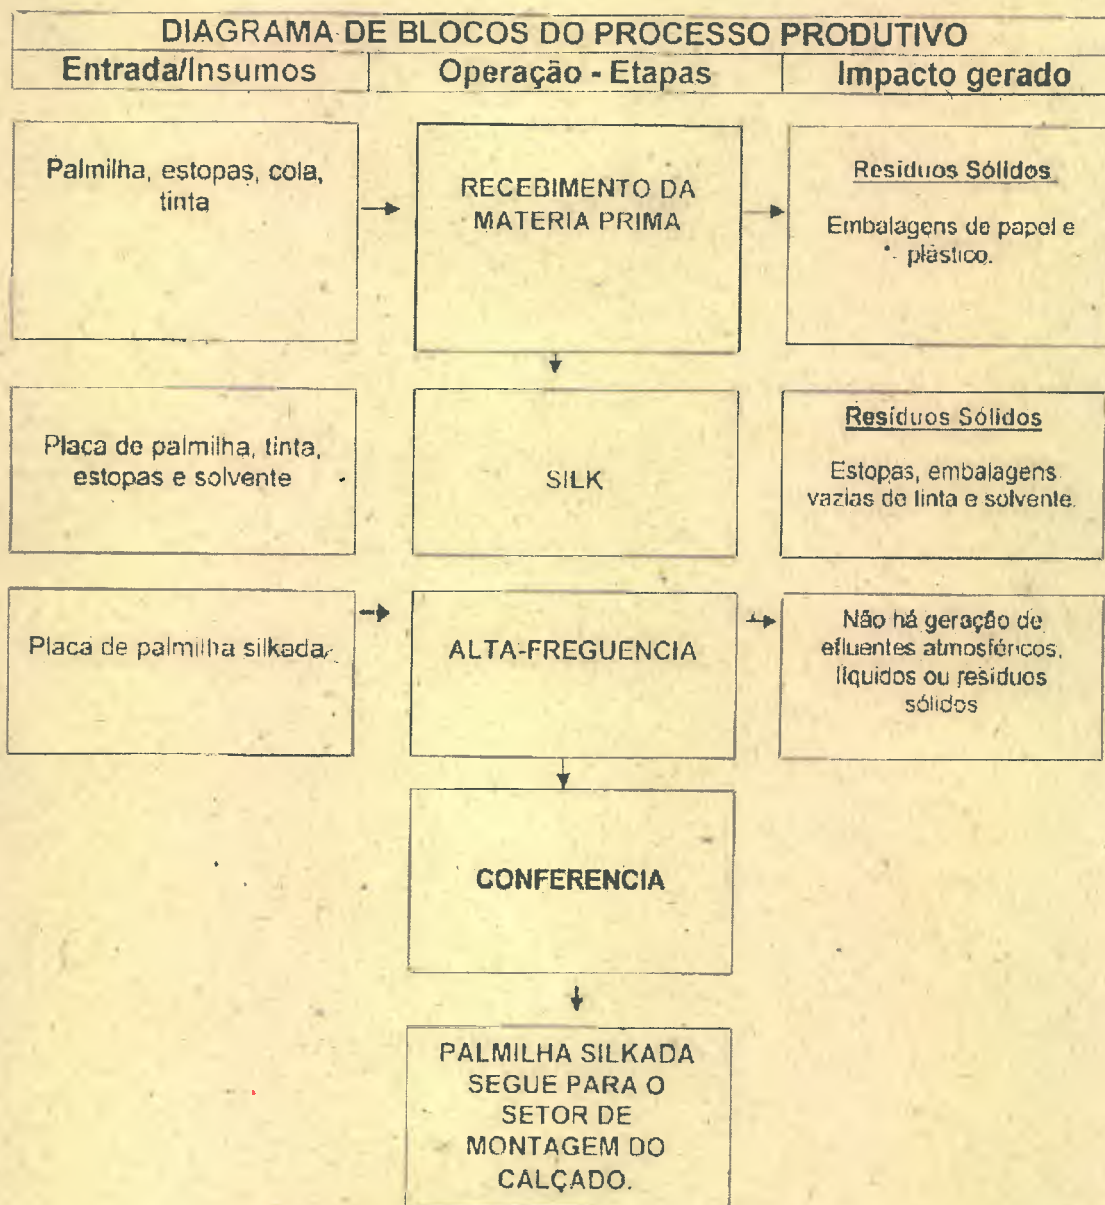 DIAGRAMA DE BLOCOS DO PROCESSO PRODUTIVO
Entrada/Insumos
Operação - Etapas
Impacto gerado
Palmilha, estopas, cola,
tinta
RECEBIMENTO DA
MATERIA PRIMA
Resíduos Sólidos
Embalagens de papel e
plástico.
Placa de palmilha, tinta,
estopas e solvente
SILK
Resíduos Sólidos
Estopas, embalagens
vazias de tinta e solvente.
Placa de palmilha silkada
ALTA-FREGUENCIA
Não há geração de
efluentes atmosféricos,
líquidos ou resíduos
sólidos
CONFERENCIA
PALMILHA SILKADA
SEGUE PARA O
SETOR DE
MONTAGEM DO
CALÇADO.